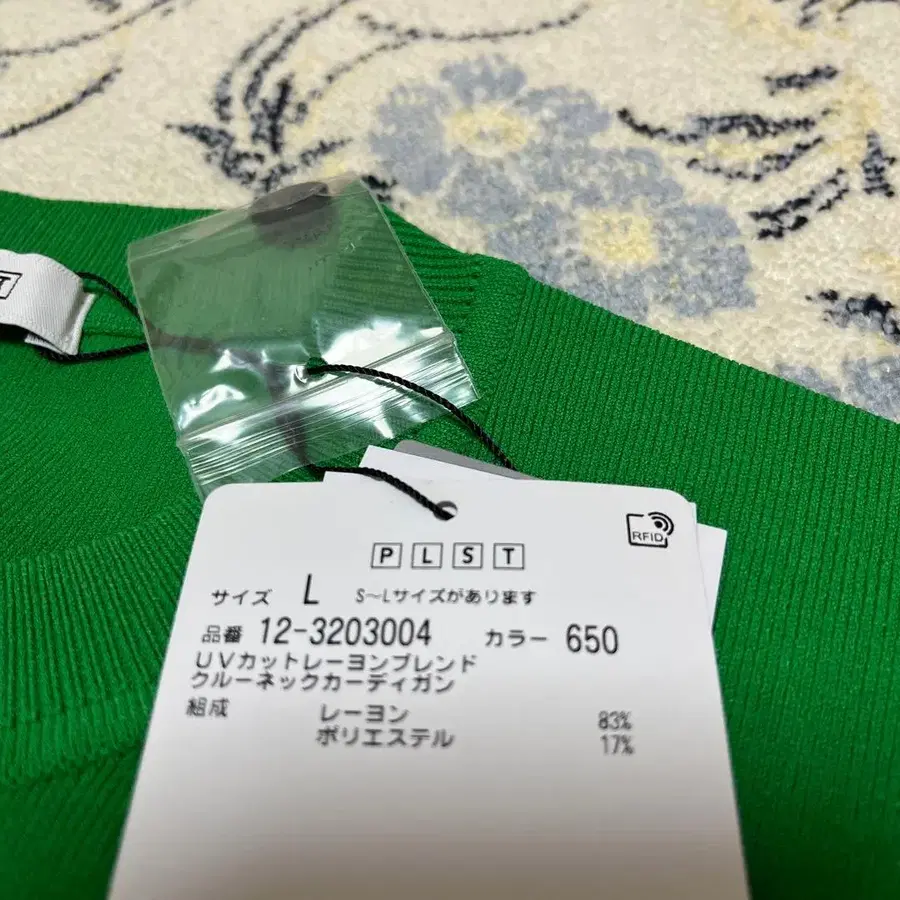 PLST
RFID
サイズ L S~Lサイズがあります
品番 12-3203004 カラー 650
UVカットレーヨンブレンド
クルーネックカーディガン
組成 レーヨン 83%
ポリエステル 17%